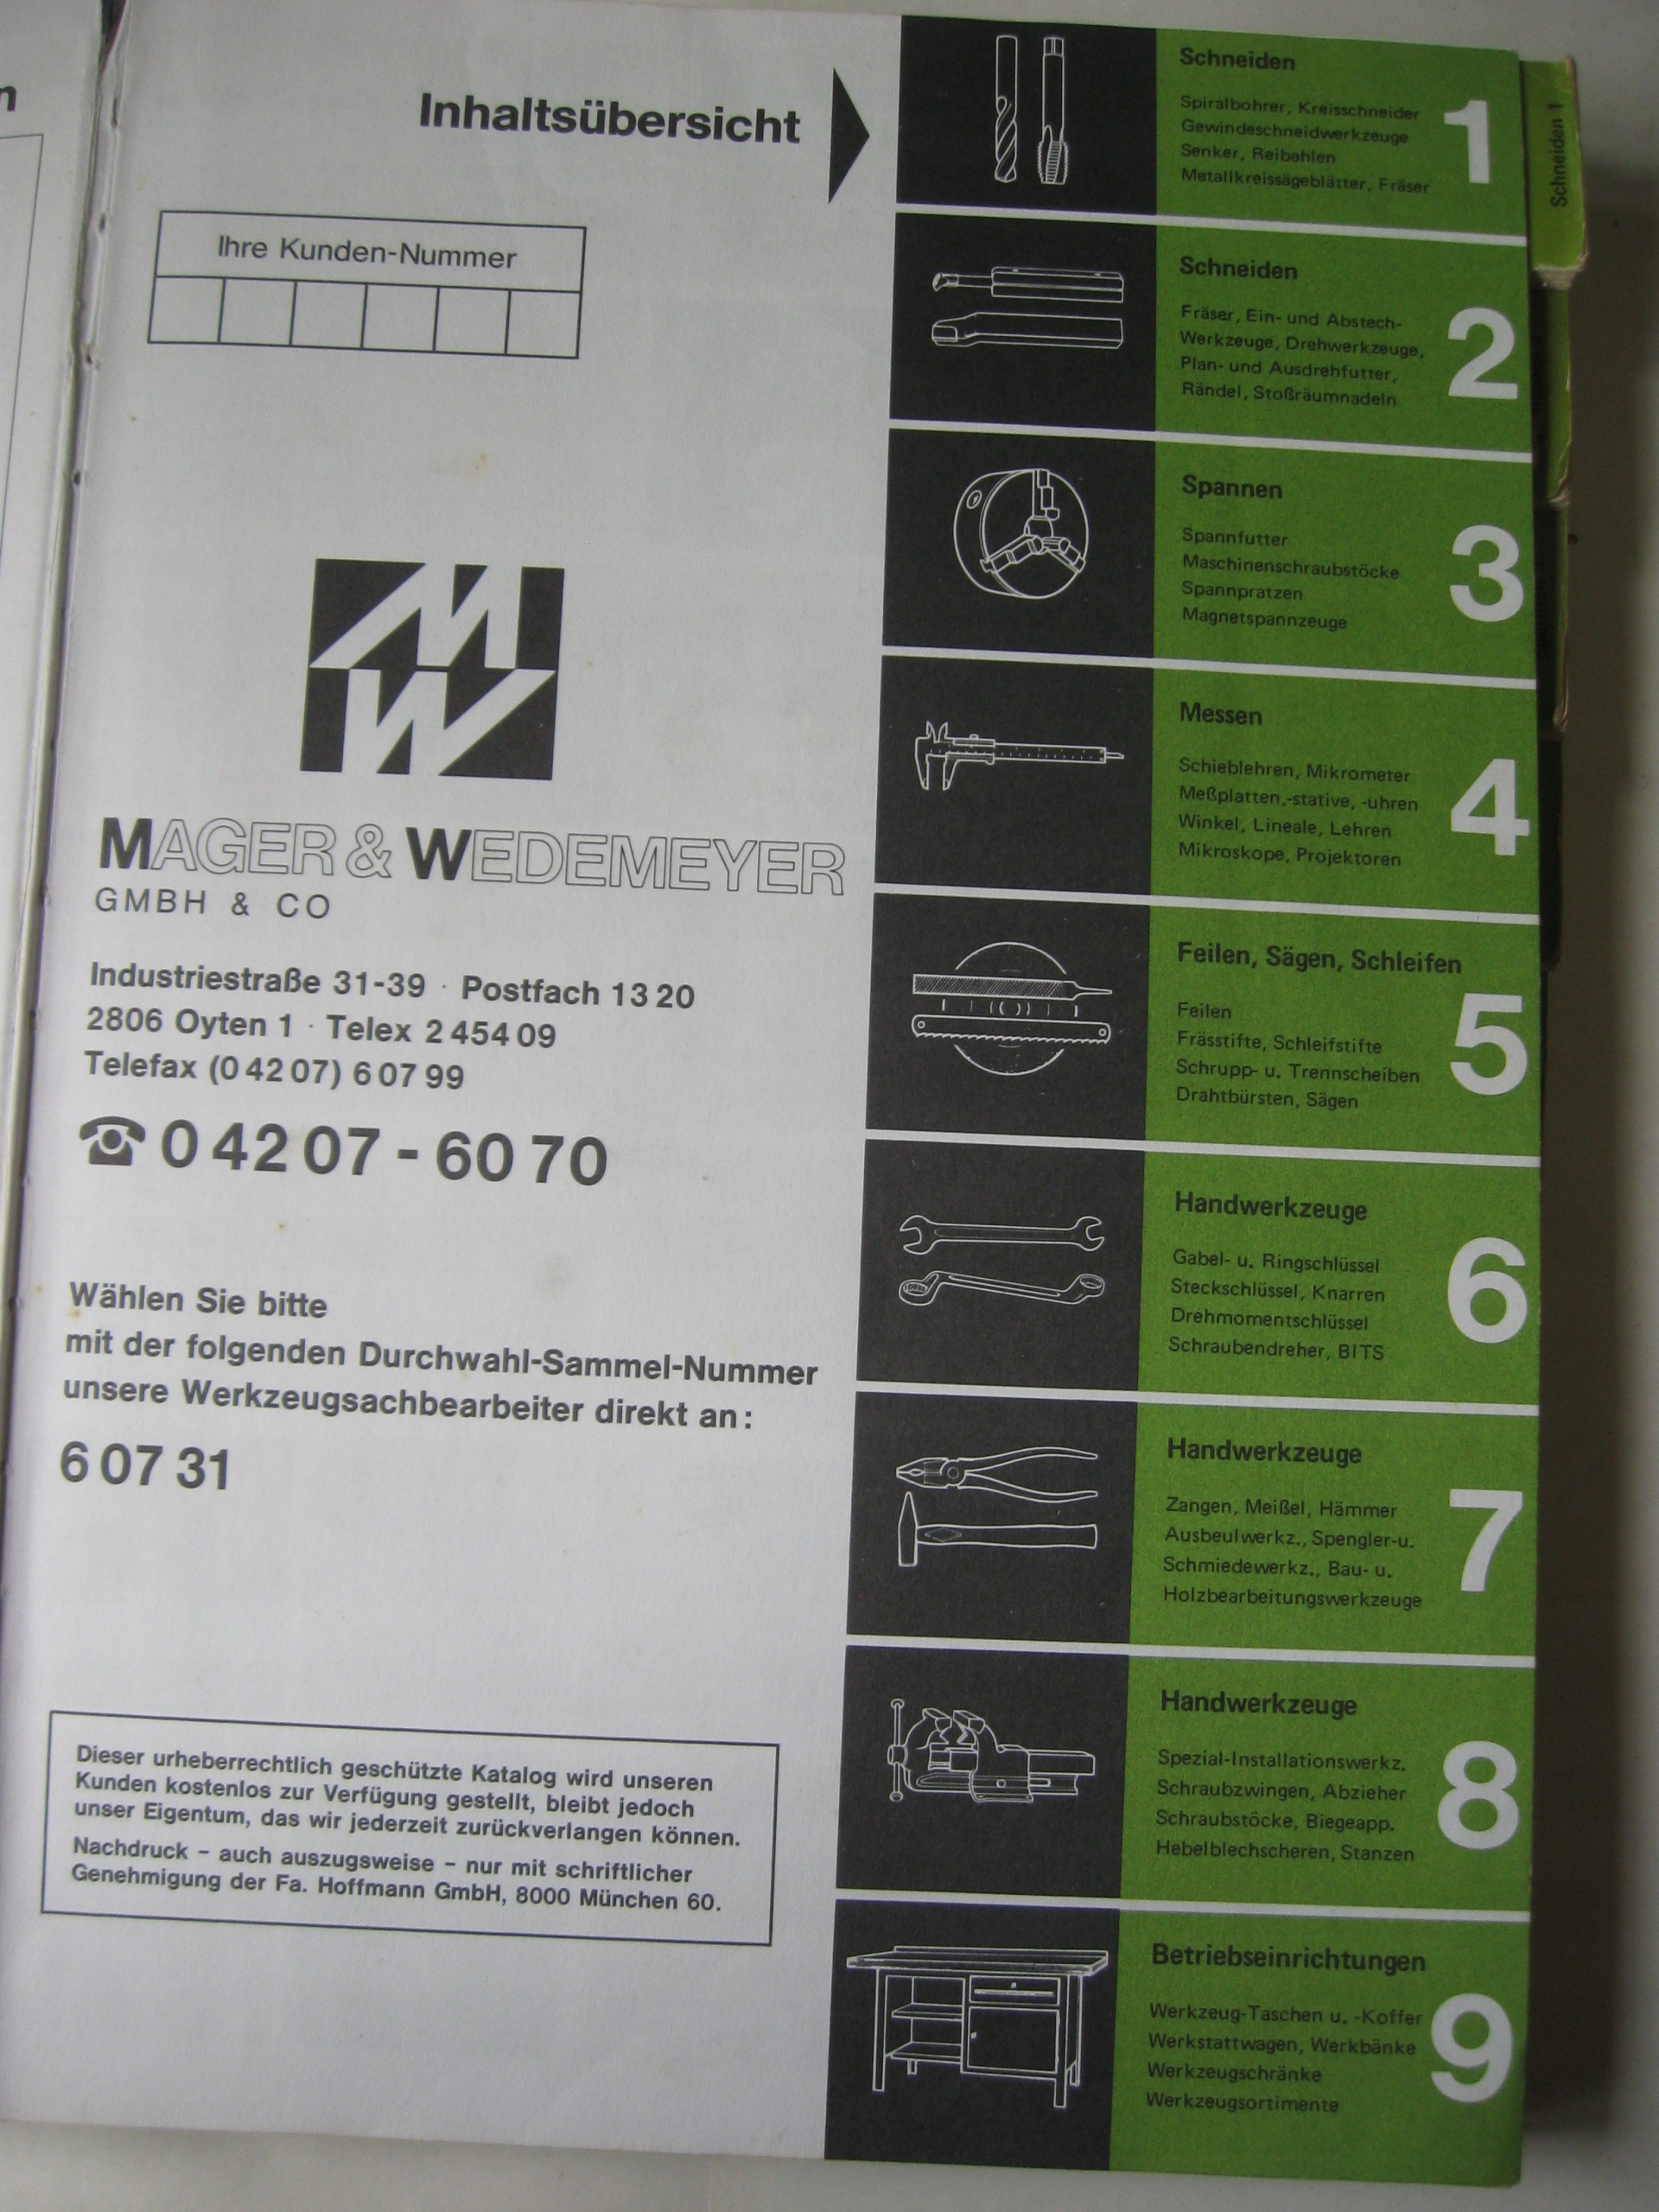 n
Inhaltsübersicht
Ihre Kunden-Nummer
MW
MAGER & WEDEMEYER
GMBH & CO
Industriestraße 31-39 · Postfach 13 20
2806 Oyten 1 · Telex 2 454 09
Telefax (0 42 07) 6 07 99
☎ 0 42 07 - 60 70
Wählen Sie bitte
mit der folgenden Durchwahl-Sammel-Nummer
unsere Werkzeugsachbearbeiter direkt an:
6 07 31
Dieser urheberrechtlich geschützte Katalog wird unseren
Kunden kostenlos zur Verfügung gestellt, bleibt jedoch
unser Eigentum, das wir jederzeit zurückverlangen können.
Nachdruck – auch auszugsweise – nur mit schriftlicher
Genehmigung der Fa. Hoffmann GmbH, 8000 München 60.
Schneiden
Spiralbohrer, Kreisschneider
Gewindeschneidwerkzeuge
Senker, Reibahlen
Metallkreissägeblätter, Fräser
1
Schneiden
Fräser, Ein- und Abstech-
Werkzeuge, Drehwerkzeuge,
Plan- und Ausdrehfutter,
Rändel, Stoßräumnadeln
2
Spannen
Spannfutter
Maschinenschraubstöcke
Spannpratzen
Magnetspannzeuge
3
Messen
Schieblehren, Mikrometer
Meßplatten,-stative, -uhren
Winkel, Lineale, Lehren
Mikroskope, Projektoren
4
Feilen, Sägen, Schleifen
Feilen
Frässtifte, Schleifstifte
Schrupp- u. Trennscheiben
Drahtbürsten, Sägen
5
Handwerkzeuge
Gabel- u. Ringschlüssel
Steckschlüssel, Knarren
Drehmomentschlüssel
Schraubendreher, BITS
6
Handwerkzeuge
Zangen, Meißel, Hämmer
Ausbeulwerkz., Spengler-u.
Schmiedewerkz., Bau- u.
Holzbearbeitungswerkzeuge
7
Handwerkzeuge
Spezial-Installationswerkz.
Schraubzwingen, Abzieher
Schraubstöcke, Biegeapp.
Hebelblechscheren, Stanzen
8
Betriebseinrichtungen
Werkzeug-Taschen u. -Koffer
Werkstattwagen, Werkbänke
Werkzeugschränke
Werkzeugsortimente
9
Schneiden 1